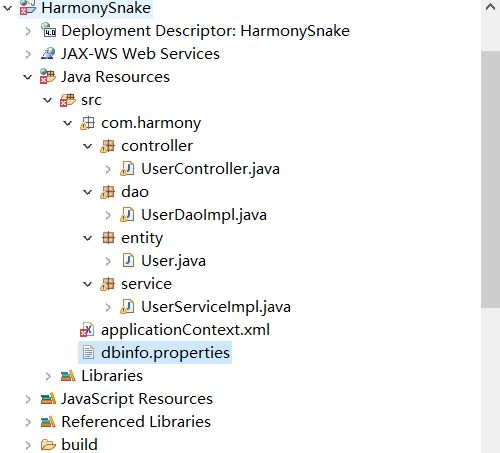 HarmonySnake
Deployment Descriptor: HarmonySnake
JAX-WS Web Services
Java Resources
src
com.harmony
controller
UserController.java
dao
UserDaoImpl.java
entity
User.java
service
UserServiceImpl.java
applicationContext.xml
dbinfo.properties
Libraries
JavaScript Resources
Referenced Libraries
build